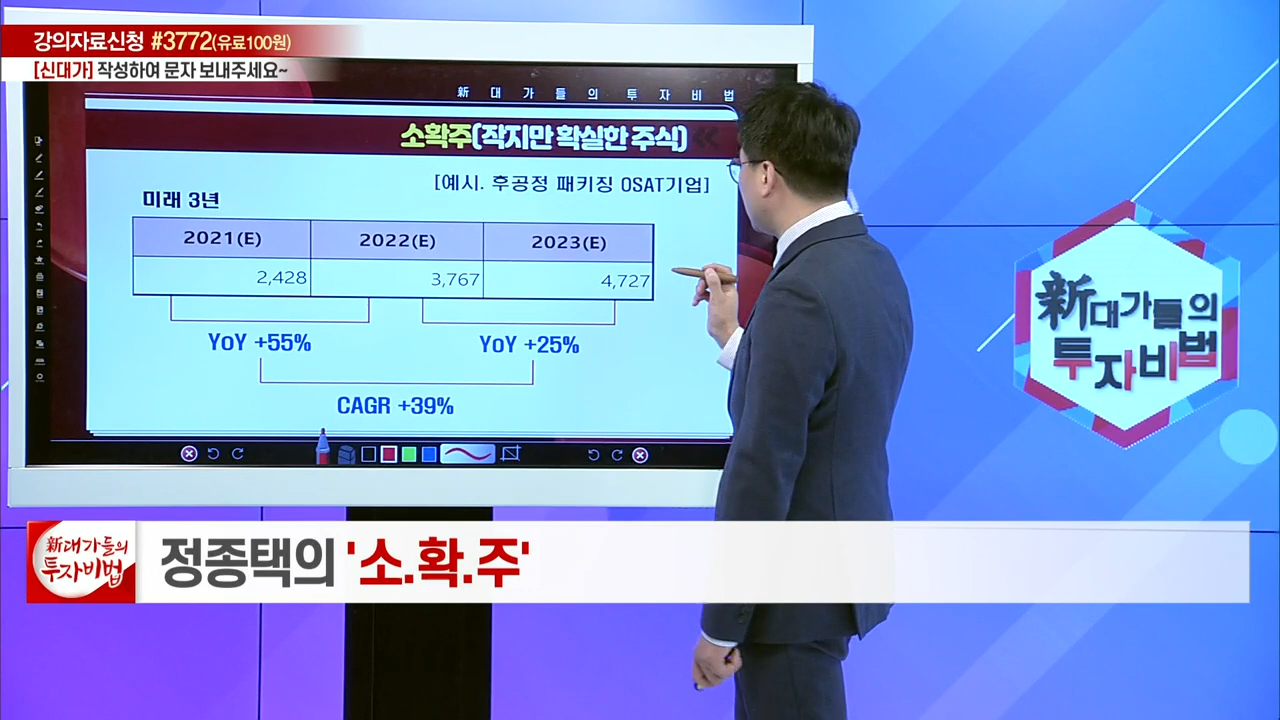 강의자료신청 #3772(유료100원)
[신대가] 작성하여 문자 보내주세요~
新대가들의 투자비법
소확주(작지만 확실한 주식)
[예시. 후공정 패키징 OSAT기업]
미래 3년
2021(E) 2022(E) 2023(E)
2,428 3,767 4,727
YoY +55% YoY +25%
CAGR +39%
新대가들의
투자비법
新대가들의
투자비법
정종택의 '소.확.주'